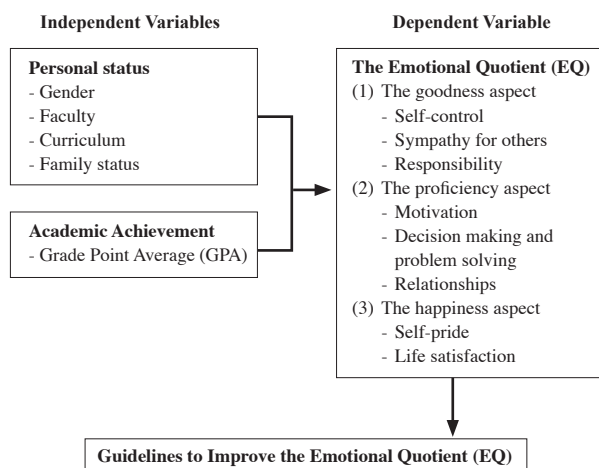 Independent Variables
Personal status
- Gender
- Faculty
- Curriculum
- Family status
Academic Achievement
- Grade Point Average (GPA)
Dependent Variable
The Emotional Quotient (EQ)
(1) The goodness aspect
- Self-control
- Sympathy for others
- Responsibility
(2) The proficiency aspect
- Motivation
- Decision making and
problem solving
- Relationships
(3) The happiness aspect
- Self-pride
- Life satisfaction
Guidelines to Improve the Emotional Quotient (EQ)